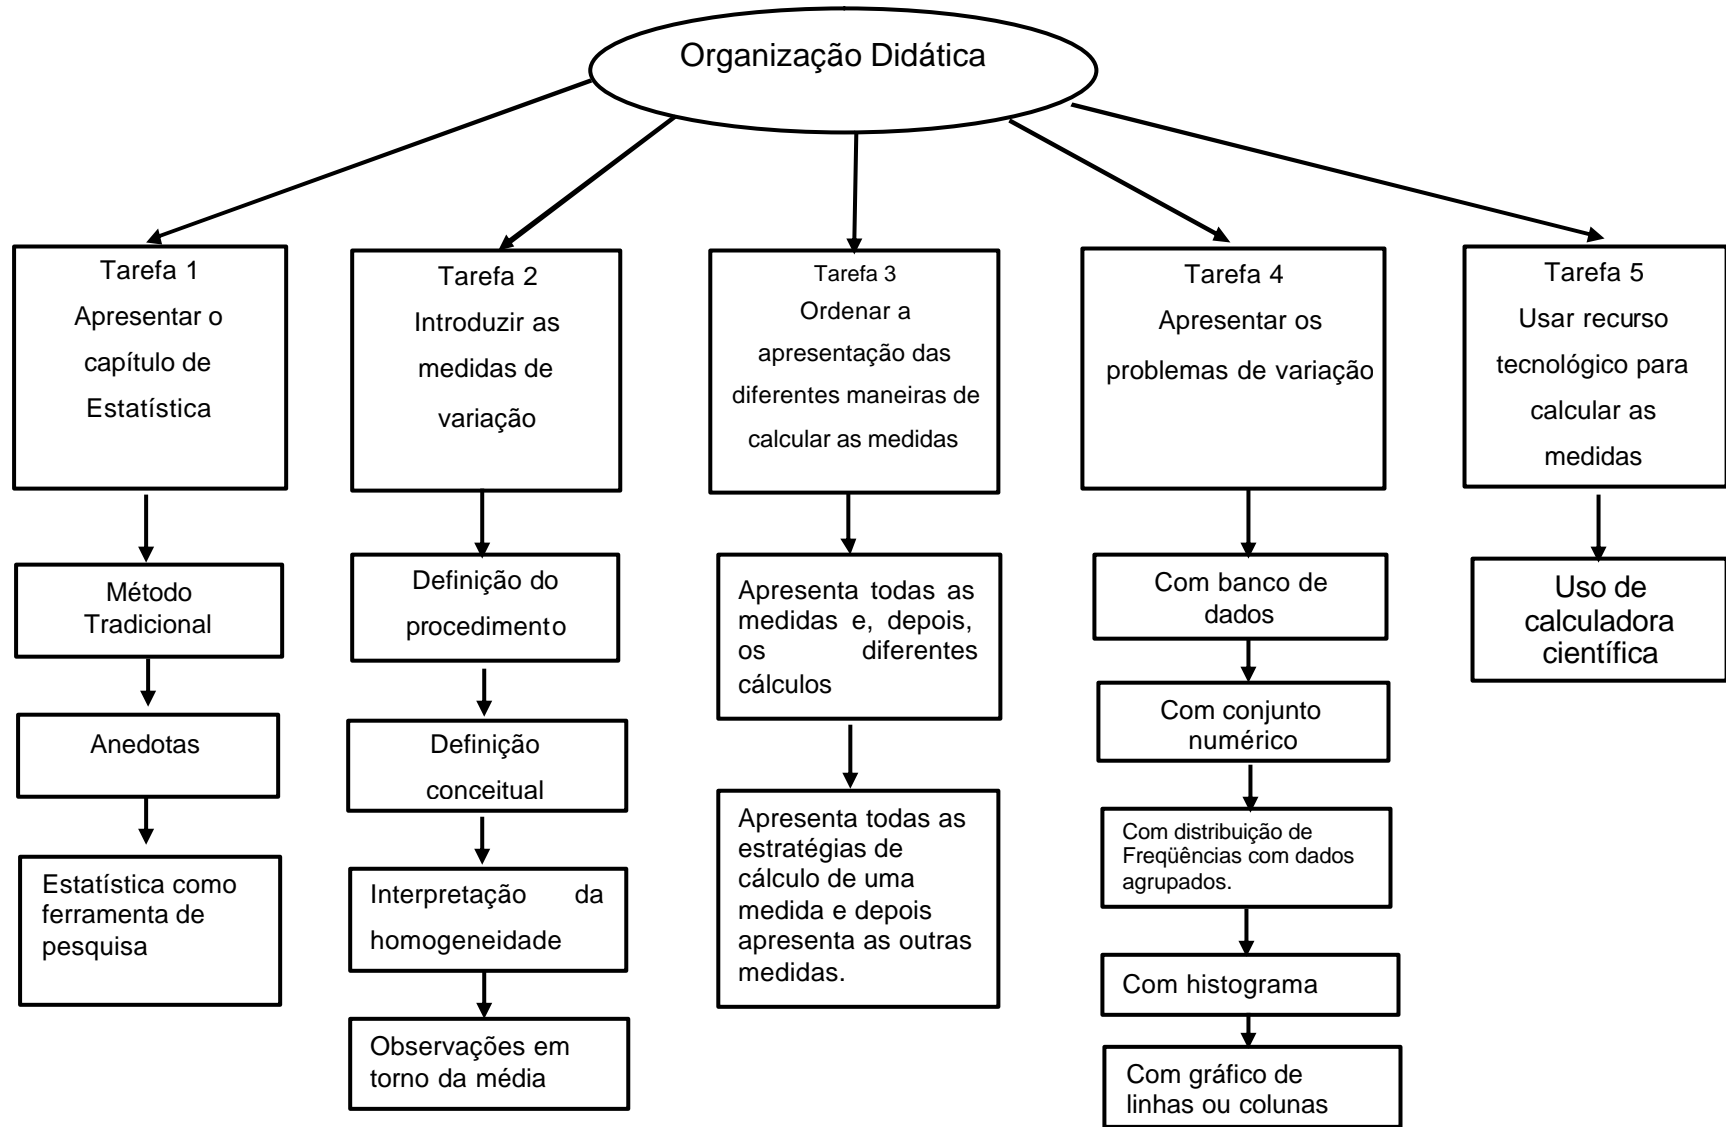 Organização Didática
Tarefa 1
Apresentar o
capítulo de
Estatística
Método
Tradicional
Anedotas
Estatística como
ferramenta de
pesquisa
Tarefa 2
Introduzir as
medidas de
variação
Definição do
procedimento
Definição
conceitual
Interpretação da
homogeneidade
Observações em
torno da média
Tarefa 3
Ordenar a
apresentação das
diferentes maneiras de
calcular as medidas
Apresenta todas as
medidas e, depois,
os diferentes
cálculos
Apresenta todas as
estratégias de
cálculo de uma
medida e depois
apresenta as outras
medidas.
Tarefa 4
Apresentar os
problemas de variação
Com banco de
dados
Com conjunto
numérico
Com distribuição de
Freqüências com dados
agrupados.
Com histograma
Com gráfico de
linhas ou colunas
Tarefa 5
Usar recurso
tecnológico para
calcular as
medidas
Uso de
calculadora
científica